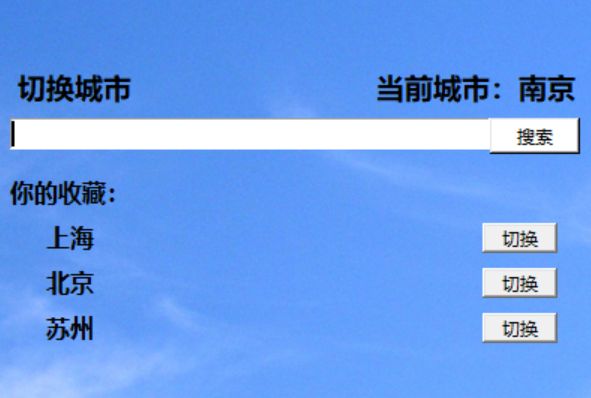 切换城市 当前城市：南京
搜索
你的收藏：
上海 切换
北京 切换
苏州 切换